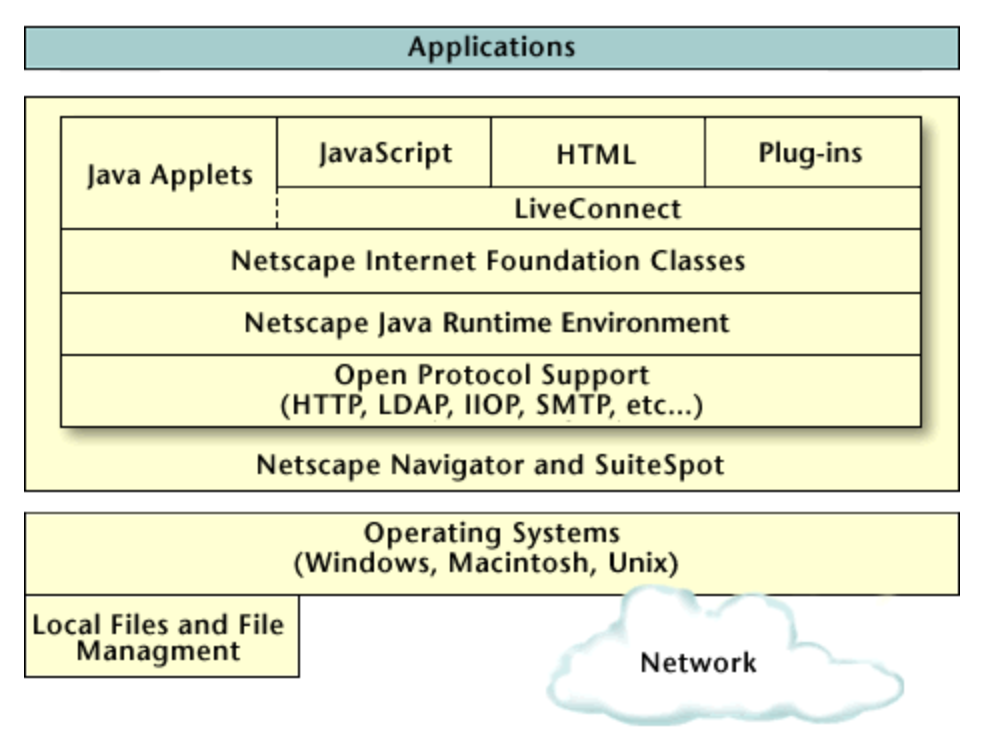 Applications
Java Applets
JavaScript
HTML
Plug-ins
LiveConnect
Netscape Internet Foundation Classes
Netscape Java Runtime Environment
Open Protocol Support
(HTTP, LDAP, IIOP, SMTP, etc...)
Netscape Navigator and SuiteSpot
Operating Systems
(Windows, Macintosh, Unix)
Local Files and File
Managment
Network